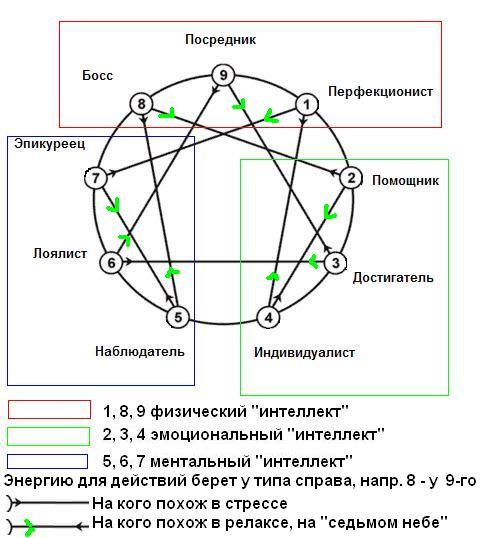 Посредник
Босс
9
8
1
Перфекционист
Эпикуреец
7
2
Помощник
Лоялист
6
3
Достигатель
5
4
Наблюдатель
Индивидуалист
1, 8, 9 физический "интеллект"
2, 3, 4 эмоциональный "интеллект"
5, 6, 7 ментальный "интеллект"
Энергию для действий берет у типа справа, напр. 8 - у 9-го
На кого похож в стрессе
На кого похож в релаксе, на "седьмом небе"